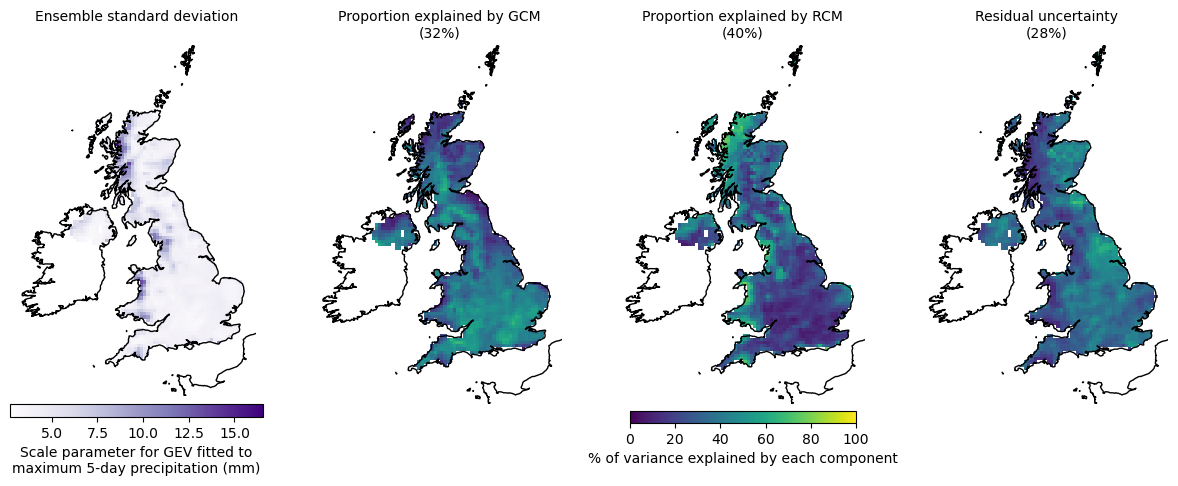 Ensemble standard deviation
Proportion explained by GCM
(32%)
Proportion explained by RCM
(40%)
Residual uncertainty
(28%)
5.0 7.5 10.0 12.5 15.0
Scale parameter for GEV fitted to
maximum 5-day precipitation (mm)
0 20 40 60 80 100
% of variance explained by each component